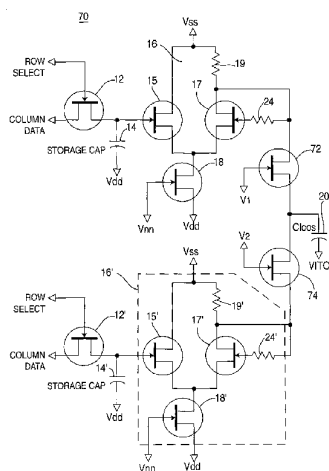 70
Vss
16
ROW
SELECT
12
15
17
19
24
COLUMN
DATA
14
STORAGE CAP
18
72
Vdd
Vnn
Vdd
V1
20
Clcos
V2
VITO
Vss
16'
74
ROW
SELECT
12'
15'
17'
19'
24'
COLUMN
DATA
14'
STORAGE CAP
18'
Vdd
Vnn
Vdd